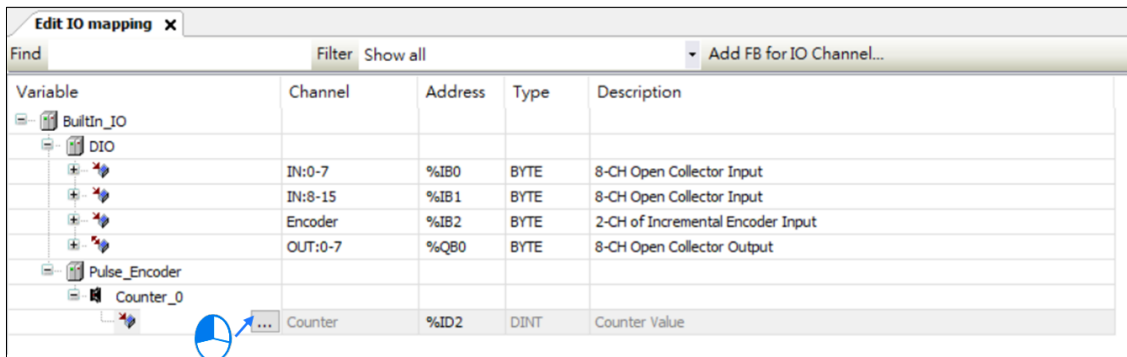 Edit IO mapping X
Find Filter Show all Add FB for IO Channel...
Variable Channel Address Type Description
BuiltIn_IO
DIO
IN:0-7 %IB0 BYTE 8-CH Open Collector Input
IN:8-15 %IB1 BYTE 8-CH Open Collector Input
Encoder %IB2 BYTE 2-CH of Incremental Encoder Input
OUT:0-7 %QB0 BYTE 8-CH Open Collector Output
Pulse_Encoder
Counter_0
... Counter %ID2 DINT Counter Value